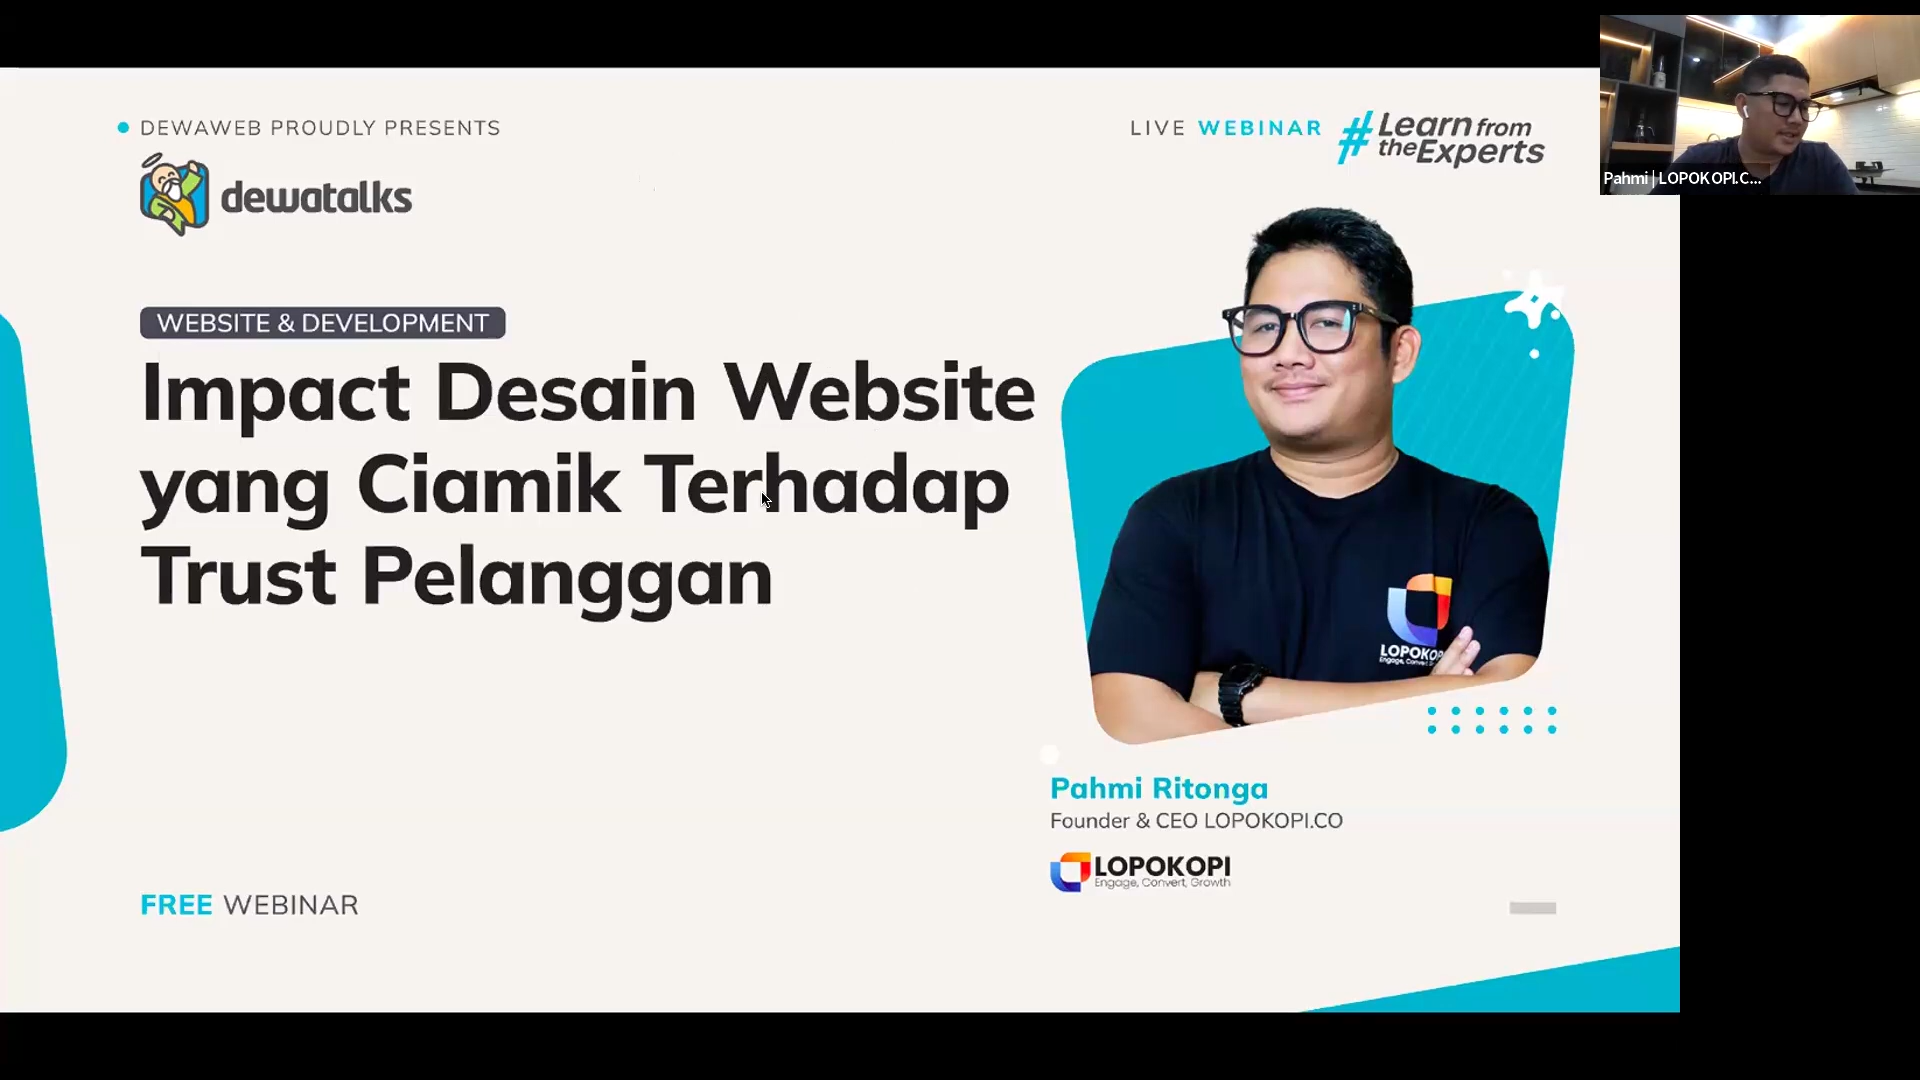 DEWAWEB PROUDLY PRESENTS
dewatalks
LIVE WEBINAR
#Learn from
theExperts
Pahmi | LOPOKOPI.C...
WEBSITE & DEVELOPMENT
Impact Desain Website
yang Ciamik Terhadap
Trust Pelanggan
LOPOKOPI
Pahmi Ritonga
Founder & CEO LOPOKOPI.CO
LOPOKOPI
Engage, Convert, Growth
FREE WEBINAR